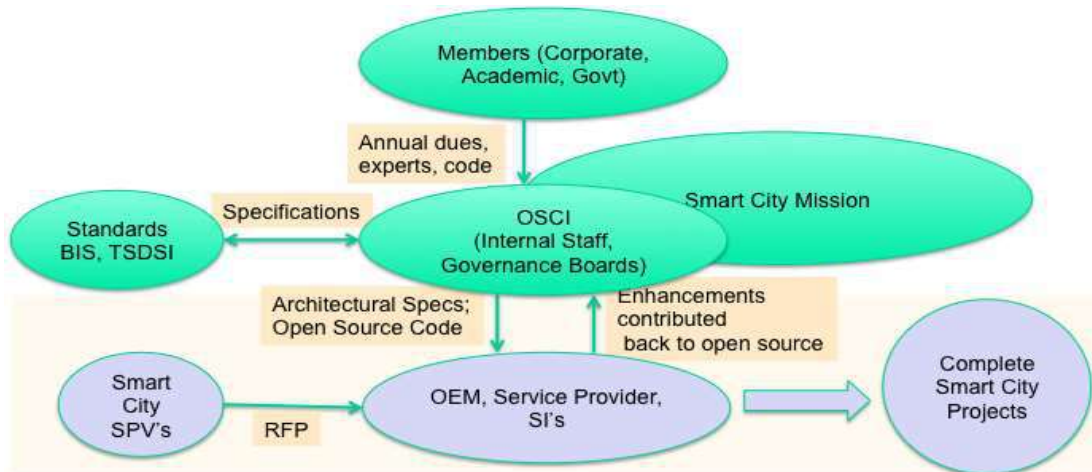 Members (Corporate,
Academic, Govt)
Annual dues,
experts, code
Smart City Mission
Specifications
Standards
BIS, TSDSI
OSCI
(Internal Staff,
Governance Boards)
Architectural Specs;
Open Source Code
Enhancements
contributed
back to open source
Smart
City
SPV's
RFP
OEM, Service Provider,
SI's
Complete
Smart City
Projects